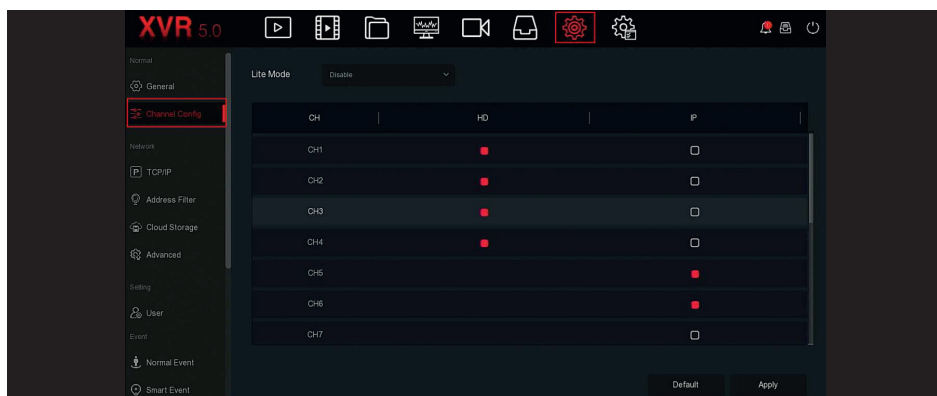 XVR 5.0
Normal
General
Channel Config
Network
P TCP/IP
Address Filter
Cloud Storage
Advanced
Setting
User
Event
Normal Event
Smart Event
Lite Mode Disable
CH HD IP
CH1
CH2
CH3
CH4
CH5
CH6
CH7
Default Apply